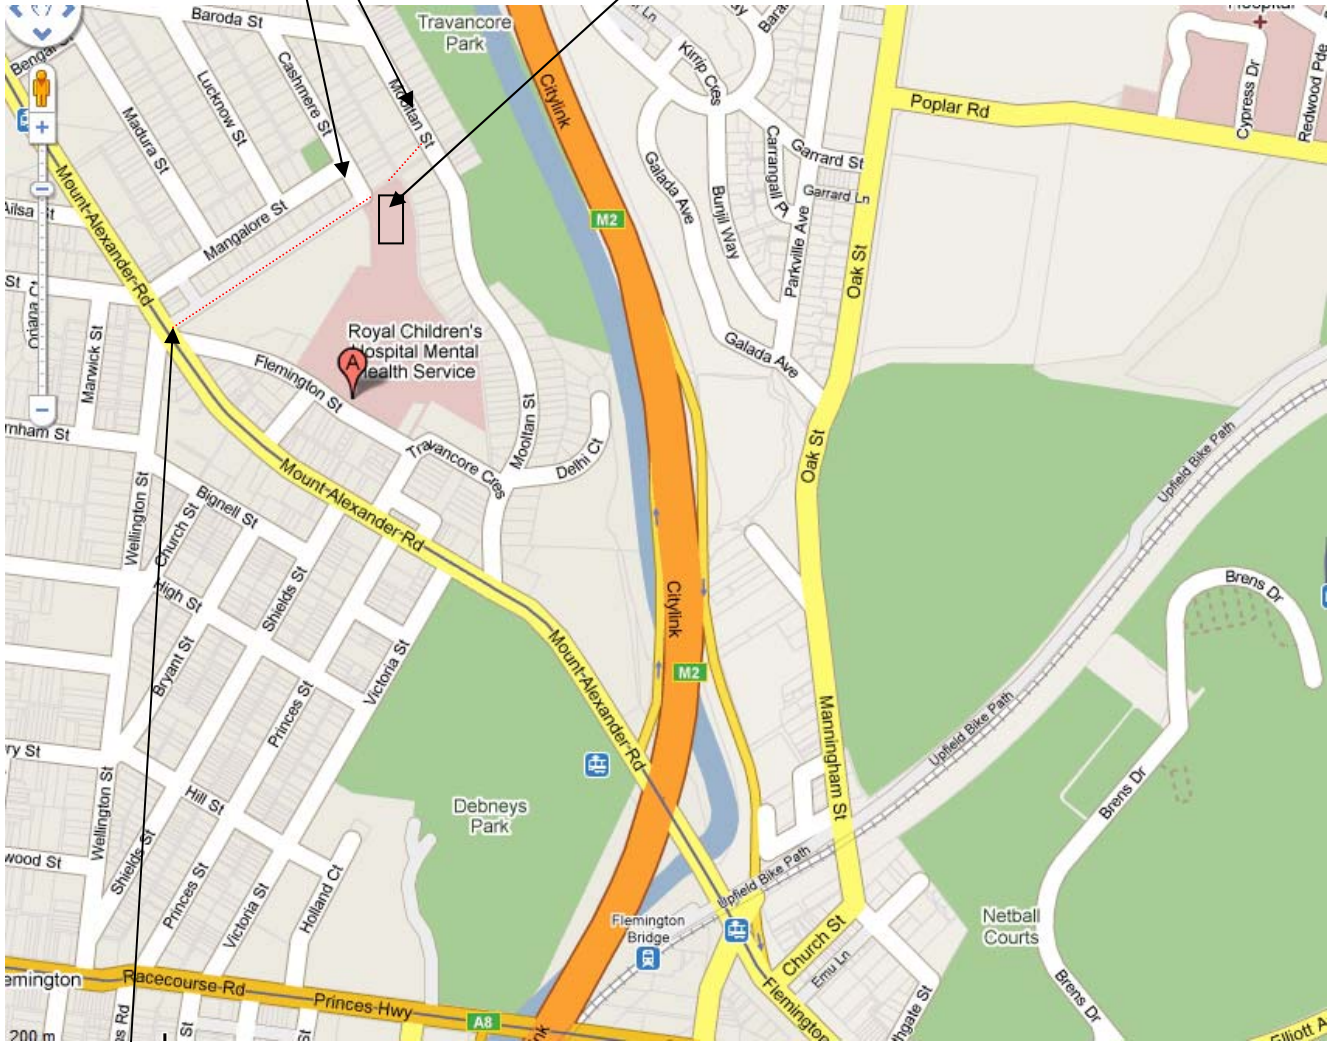 Baroda St
Travancore
Park
Bengal
Cashmere St
Lucknow St
Madura St
Mooltan St
Citylink
Kirrip Cres
Poplar Rd
Cypress Dr
Redwood Pde
Garrard St
Garrard Ln
Carrangall Pl
Galada Ave
Bunjil Way
Parkville Ave
Oak St
M2
Mount-Alexander-Rd
Ailsa St
Mangalore St
St
Marwick St
Royal Children's
Hospital Mental
Health Service
A
Flemington St
Galada Ave
Mooltan St
Delhi Ct
Travancore Cres
Oak St
Upfield Bike Path
Mount-Alexander-Rd
Wellington St
Church St
Bignell St
High St
Shields St
Bryant St
Princes St
Victoria St
Citylink
M2
Brens Dr
Mount-Alexander-Rd
Manningham St
Upfield Bike Path
Brens Dr
Hill St
Wellington St
Shields St
Princes St
Victoria St
Holland Ct
Debneys
Park
Upfield Bike Path
Flemington
Bridge
Church St
Emu Ln
Netball
Courts
Brens Dr
Racecourse-Rd
Princes-Hwy
A8
Flemington
200 m
St